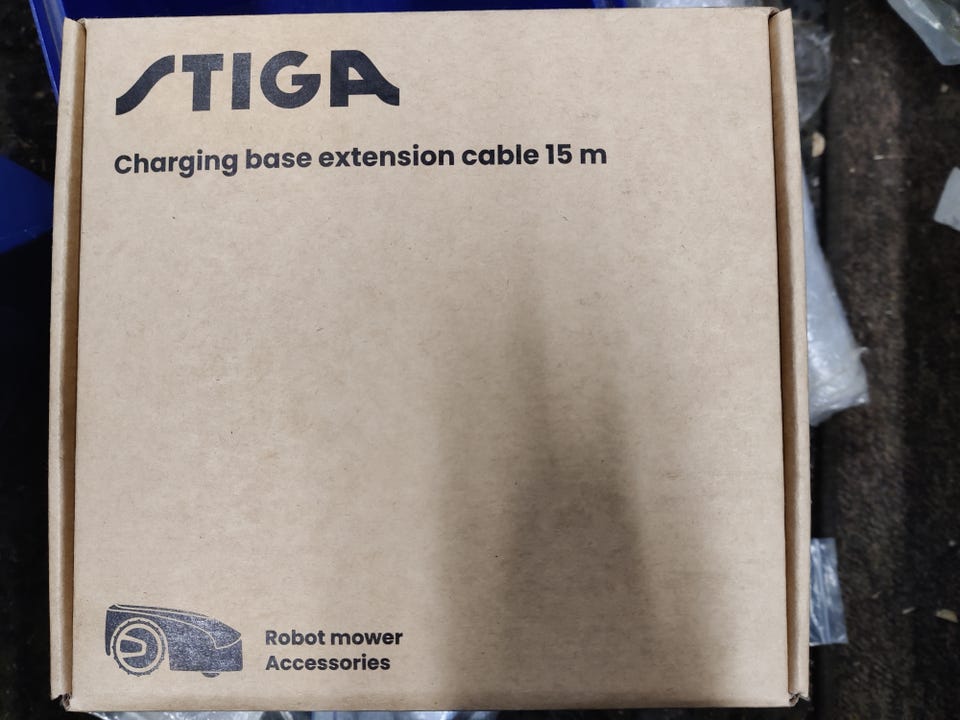 STIGA
Charging base extension cable 15 m
Robot mower
Accessories